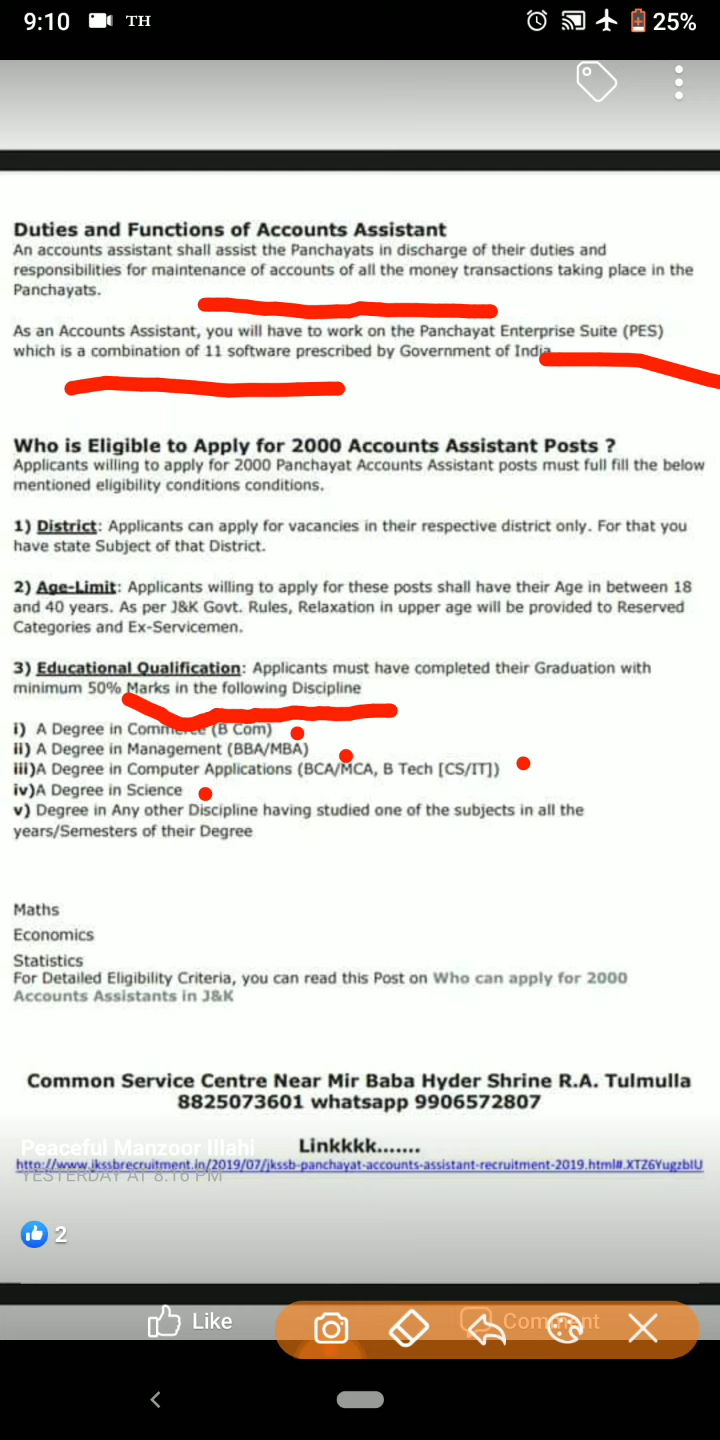 9:10 TH 25%
Duties and Functions of Accounts Assistant
An accounts assistant shall assist the Panchayats in discharge of their duties and
responsibilities for maintenance of accounts of all the money transactions taking place in the
Panchayats.
As an Accounts Assistant, you will have to work on the Panchayat Enterprise Suite (PES)
which is a combination of 11 software prescribed by Government of India
Who is Eligible to Apply for 2000 Accounts Assistant Posts ?
Applicants willing to apply for 2000 Panchayat Accounts Assistant posts must full fill the below
mentioned eligibility conditions conditions.
1) District: Applicants can apply for vacancies in their respective district only. For that you
have state Subject of that District.
2) Age-Limit: Applicants willing to apply for these posts shall have their Age in between 18
and 40 years. As per J&K Govt. Rules, Relaxation in upper age will be provided to Reserved
Categories and Ex-Servicemen.
3) Educational Qualification: Applicants must have completed their Graduation with
minimum 50% Marks in the following Discipline
i) A Degree in Commerce (B Com)
ii) A Degree in Management (BBA/MBA)
iii)A Degree in Computer Applications (BCA/MCA, B Tech [CS/IT])
iv)A Degree in Science
v) Degree in Any other Discipline having studied one of the subjects in all the
years/Semesters of their Degree
Maths
Economics
Statistics
For Detailed Eligibility Criteria, you can read this Post on Who can apply for 2000
Accounts Assistants in J&K
Common Service Centre Near Mir Baba Hyder Shrine R.A. Tulmulla
8825073601 whatsapp 9906572807
Peaceful Manzoor Illahi
Linkkkk.......
http://www.jkssbrecruitment.in/2019/07/jkssb-panchayat-accounts-assistant-recruitment-2019.html#.XTZ6YugzbIU
YESTERDAY AT 8:16 PM
2
Like Comment